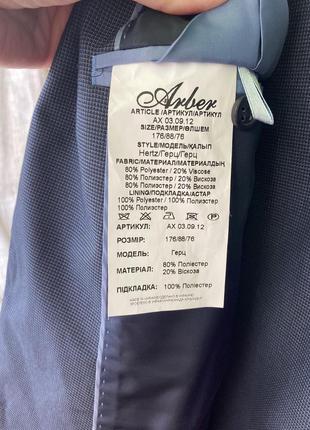 Arber
ARTICLE /АРТИКУЛ/АРТИКУЛ
AX 03.09.12
SIZE/РАЗМЕР/ӨЛШЕМ
176/88/76
STYLE/МОДЕЛЬ/ҚАЛЫП
Hertz/Герц/Герц
FABRIC/МАТЕРИАЛ/МАТЕРИАЛДЫҢ
80% Polyester / 20% Viscose
80% Полиэстер / 20% Вискоза
80% Полиэстер / 20% Вискоза
LINING/ПОДКЛАДКА/АСТАР
100% Polyester / 100% Полиэстер
100% Полиэстер
АРТИКУЛ: AX 03.09.12
РОЗМІР: 176/88/76
МОДЕЛЬ: Герц
МАТЕРІАЛ: 80% Поліестер
20% Віскоза
ПІДКЛАДКА: 100% Поліестер